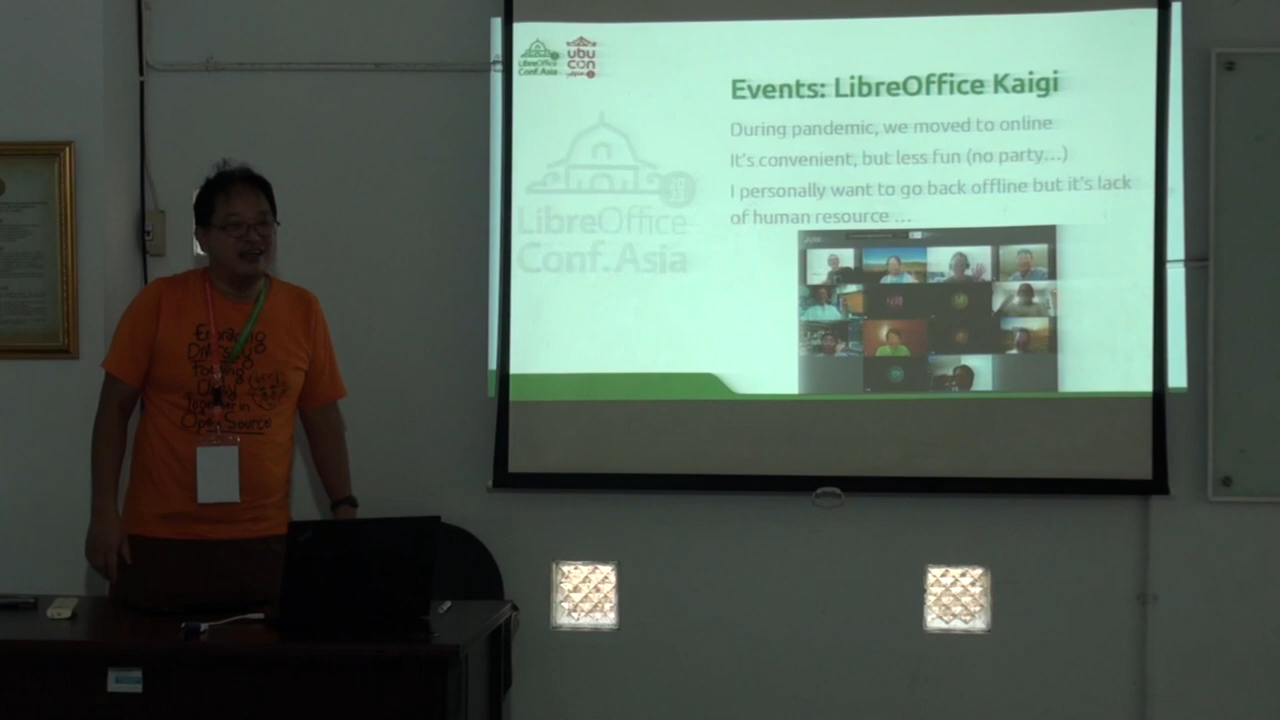 LibreOffice
Conf.Asia
ubu
con
Events: LibreOffice Kaigi
During pandemic, we moved to online
It's convenient, but less fun (no party...)
I personally want to go back offline but it's lack
of human resource ...
LibreOffice
Conf.Asia
Open Source